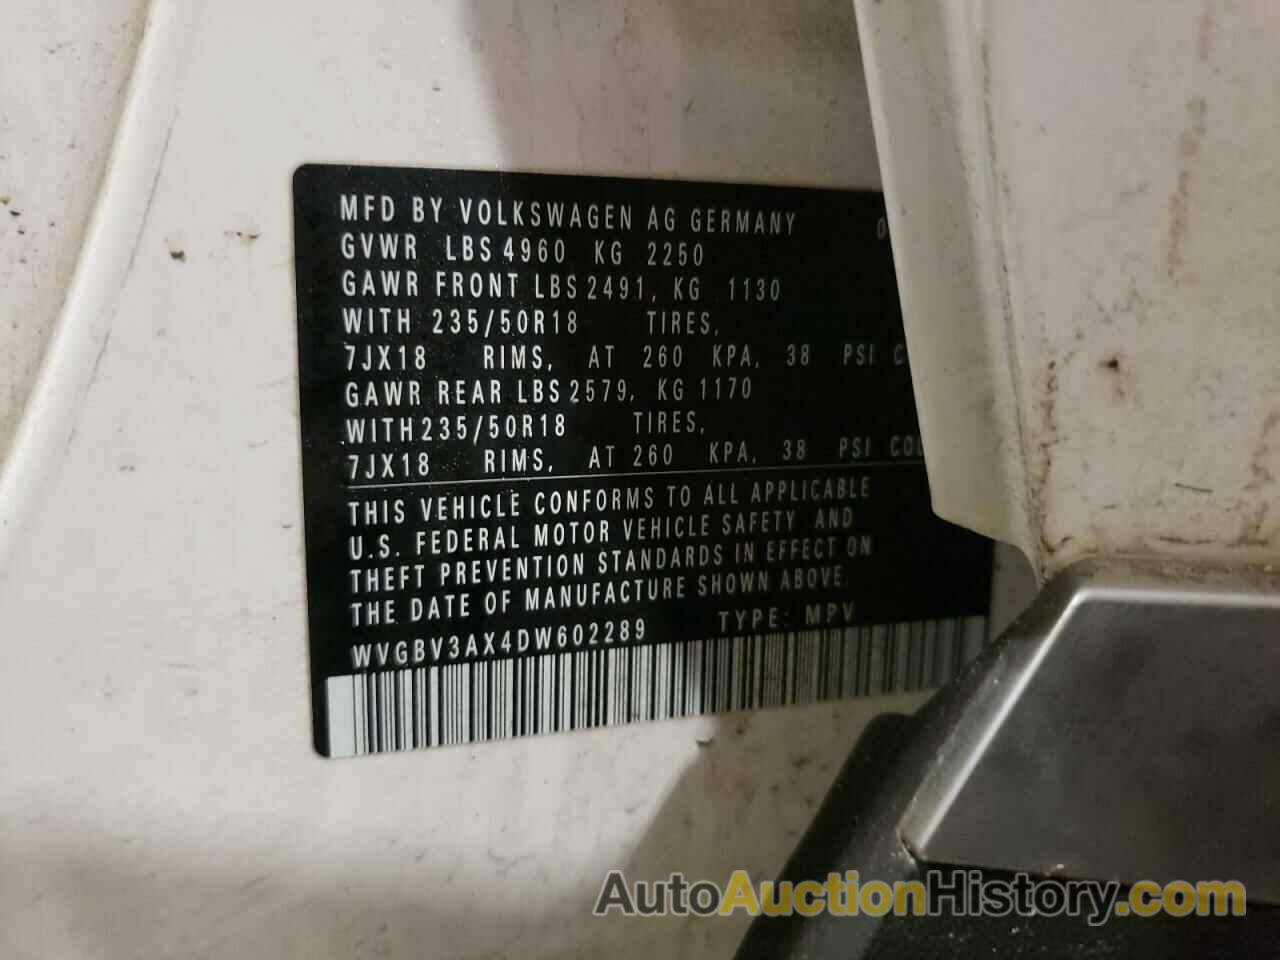 MFD BY VOLKSWAGEN AG GERMANY
GVWR LBS 4960 KG 2250
GAWR FRONT LBS 2491, KG 1130
WITH 235/50R18 TIRES,
7JX18 RIMS, AT 260 KPA, 38 PSI
GAWR REAR LBS 2579, KG 1170
WITH 235/50R18 TIRES,
7JX18 RIMS, AT 260 KPA, 38 PSI
THIS VEHICLE CONFORMS TO ALL APPLICABLE
U.S. FEDERAL MOTOR VEHICLE SAFETY AND
THEFT PREVENTION STANDARDS IN EFFECT ON
THE DATE OF MANUFACTURE SHOWN ABOVE.
WVGBV3AX4DW602289 TYPE: MPV
AutoAuctionHistory.com